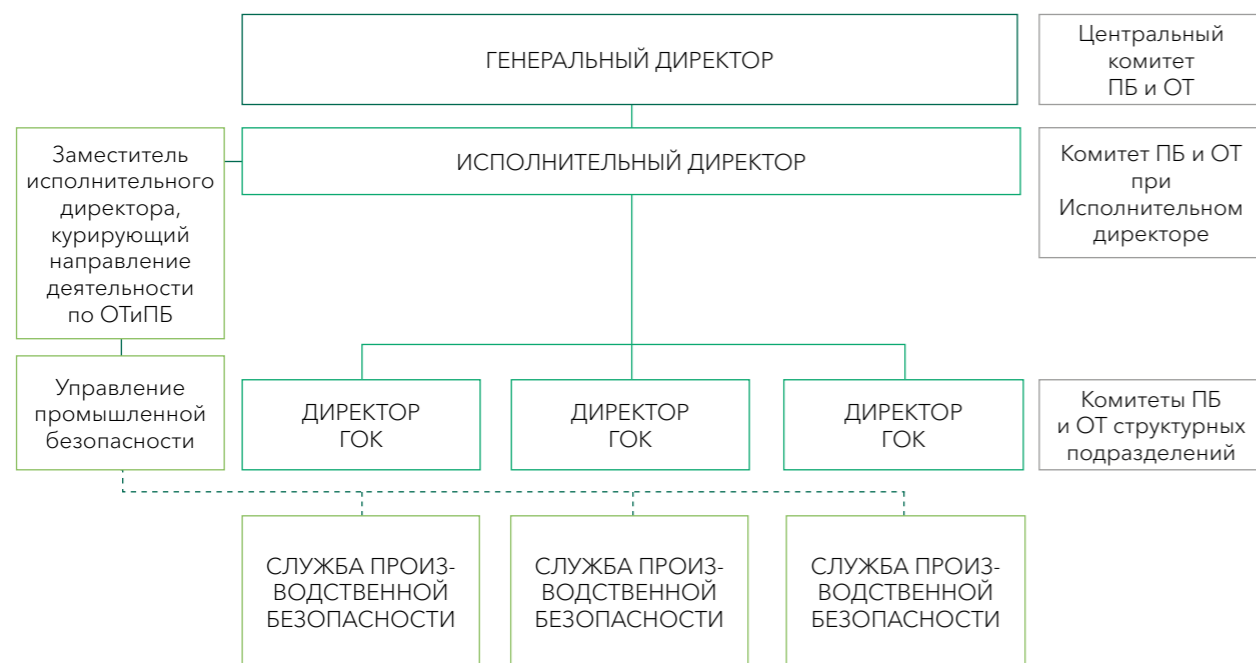 ГЕНЕРАЛЬНЫЙ ДИРЕКТОР
Центральный
комитет
ПБ и ОТ
Заместитель
исполнительного
директора,
курирующий
направление
деятельности
по ОТиПБ
ИСПОЛНИТЕЛЬНЫЙ ДИРЕКТОР
Комитет ПБ и ОТ
при
Исполнительном
директоре
Управление
промышленной
безопасности
ДИРЕКТОР
ГОК
ДИРЕКТОР
ГОК
ДИРЕКТОР
ГОК
Комитеты ПБ
и ОТ структурных
подразделений
СЛУЖБА ПРОИЗ-
ВОДСТВЕННОЙ
БЕЗОПАСНОСТИ
СЛУЖБА ПРОИЗ-
ВОДСТВЕННОЙ
БЕЗОПАСНОСТИ
СЛУЖБА ПРОИЗ-
ВОДСТВЕННОЙ
БЕЗОПАСНОСТИ